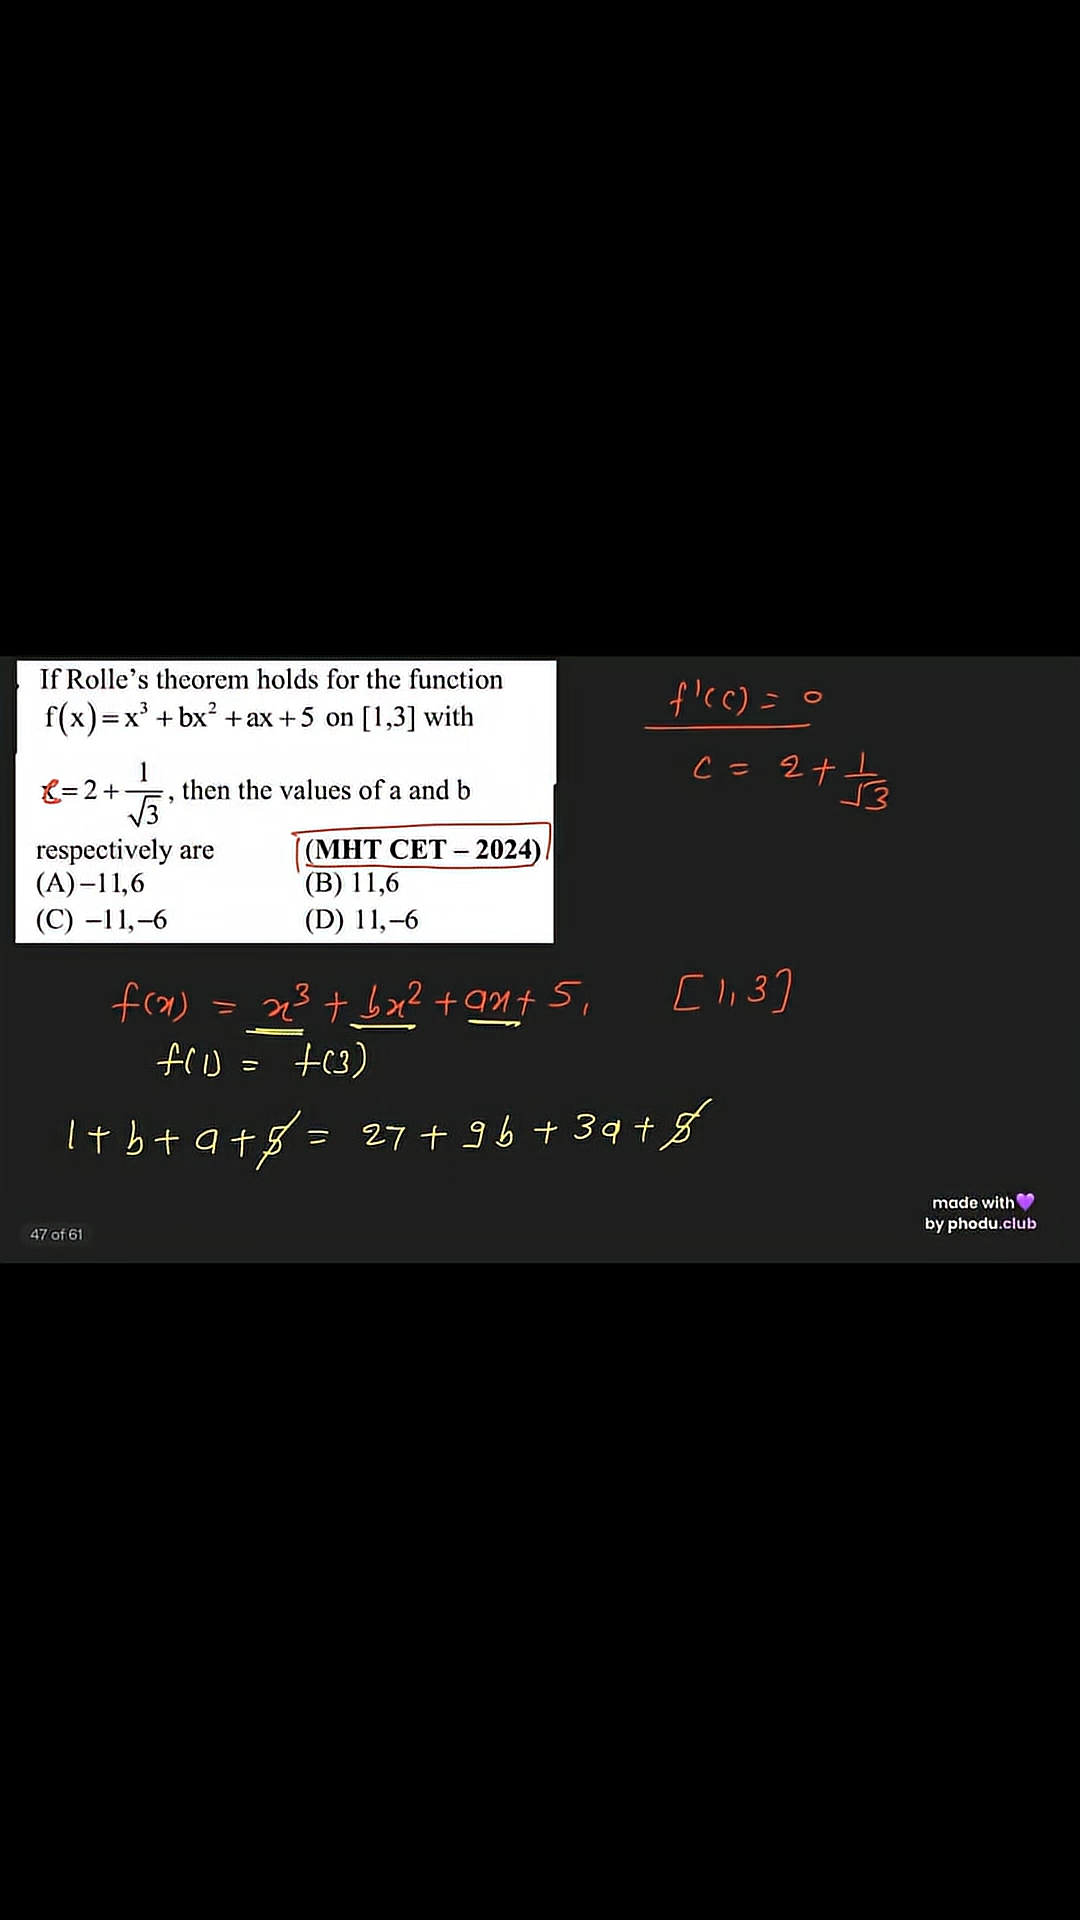 If Rolle's theorem holds for the function
f(x)=x³+bx²+ax+5 on [1,3] with
c=2+1/√3, then the values of a and b
respectively are (MHT CET – 2024)
(A) –11,6 (B) 11,6
(C) –11,–6 (D) 11,–6
f'(c) = 0
c = 2+1/√3
f(x) = x³ + bx² + ax + 5, [1,3]
f(1) = f(3)
1 + b + a + 5 = 27 + 9b + 3a + 5
made with💜
by phodu.club
47 of 61